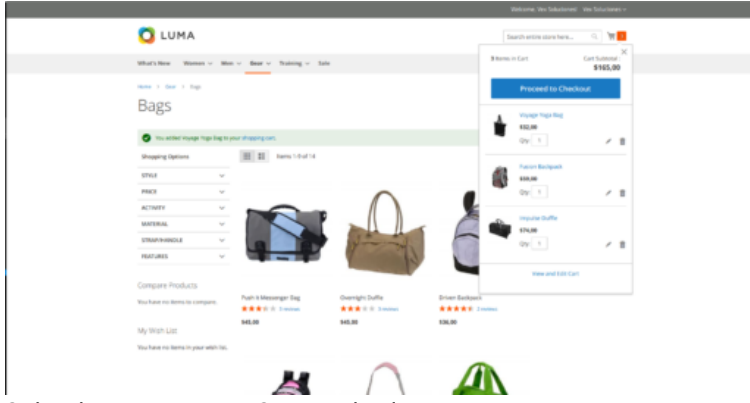 Welcome, Vev Solutionen! Vev Solutionen
LUMA
Search entire store here...
3
What's New Women Men Gear Training Sale
Home > Gear > Bags
Bags
You added Voyage Yoga Bag to your shopping cart.
Shopping Options
Items 1-9 of 14
STYLE
PRICE
ACTIVITY
MATERIAL
STRAP/HANDLE
FEATURES
Compare Products
You have no items to compare.
My Wish List
You have no items in your wish list.
Push It Messenger Bag
3 reviews
$45,00
Overnight Duffle
3 reviews
$45,00
Driven Backpack
$36,00
3 Items in Cart
Cart Subtotal :
$165,00
Proceed to Checkout
Voyage Yoga Bag
$32,00
Qty: 1
Fusion Backpack
$59,00
Qty: 1
Impulse Duffle
$74,00
Qty: 1
View and Edit Cart